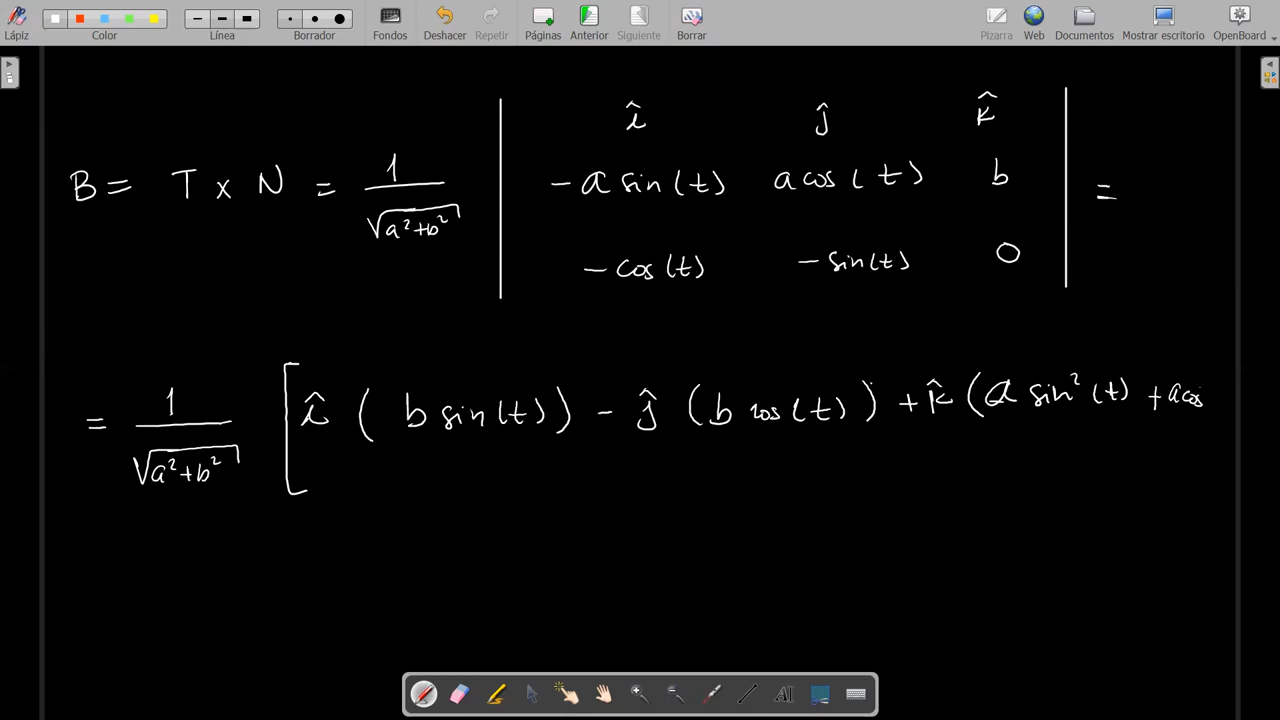 Lápiz Color Línea Borrador Fondos Deshacer Repetir Páginas Anterior Siguiente Borrar Pizarra Web Documentos Mostrar escritorio OpenBoard
î ĵ k̂
B = T x N = 1/√(a²+b²) | -a sin(t) a cos(t) b | =
-cos(t) -sin(t) 0
= 1/√(a²+b²) [ î ( b sin(t) ) - ĵ ( b cos(t) ) + k̂ ( a sin²(t) + a cos
AI